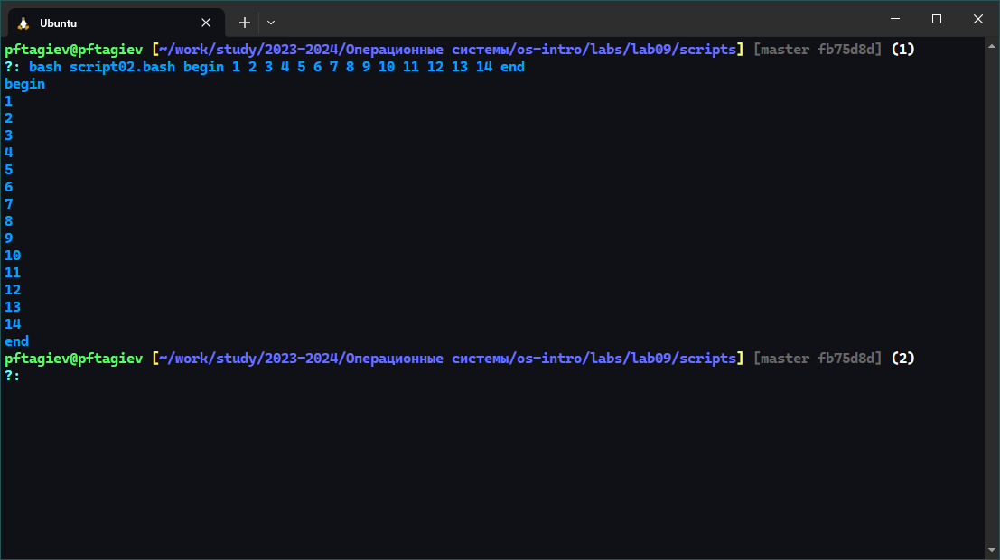 Ubuntu
pftagiev@pftagiev [~/work/study/2023-2024/Операционные системы/os-intro/labs/lab09/scripts] [master fb75d8d] (1)
?: bash script02.bash begin 1 2 3 4 5 6 7 8 9 10 11 12 13 14 end
begin
1
2
3
4
5
6
7
8
9
10
11
12
13
14
end
pftagiev@pftagiev [~/work/study/2023-2024/Операционные системы/os-intro/labs/lab09/scripts] [master fb75d8d] (2)
?: